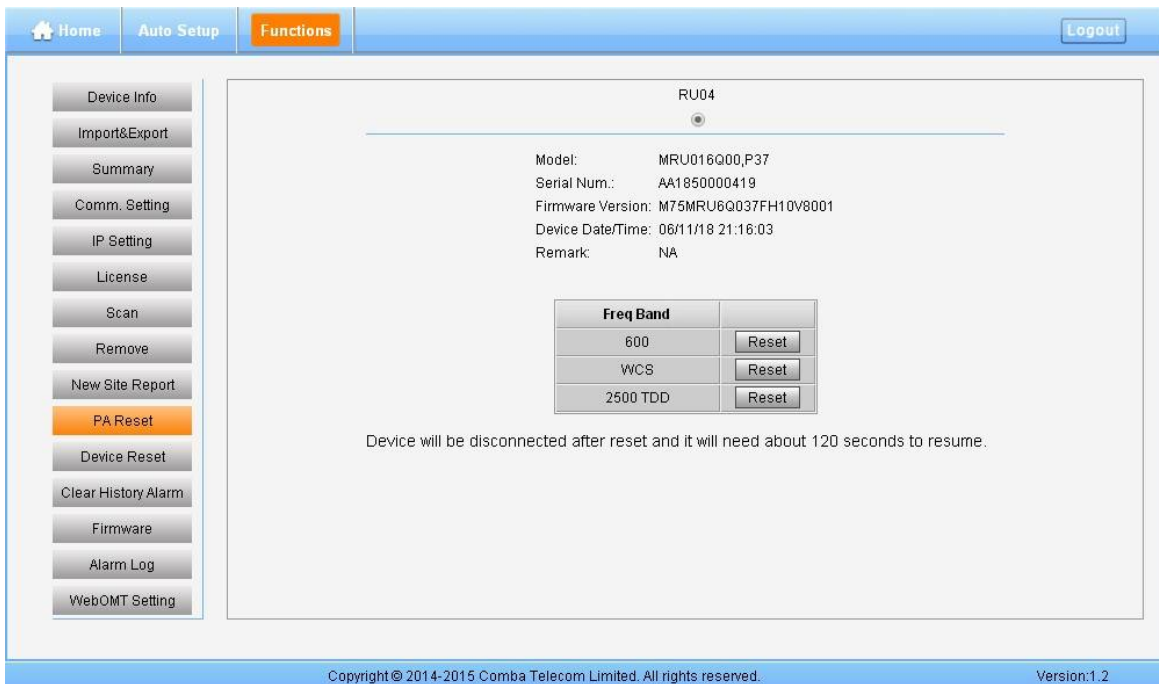 Home Auto Setup Functions Logout
Device Info
Import&Export
Summary
Comm. Setting
IP Setting
License
Scan
Remove
New Site Report
PA Reset
Device Reset
Clear History Alarm
Firmware
Alarm Log
WebOMT Setting
RU04
Model: MRU016Q00,P37
Serial Num.: AA1850000419
Firmware Version: M75MRU6Q037FH10V8001
Device Date/Time: 06/11/18 21:16:03
Remark: NA
Freq Band
600 Reset
WCS Reset
2500 TDD Reset
Device will be disconnected after reset and it will need about 120 seconds to resume.
Copyright © 2014-2015 Comba Telecom Limited. All rights reserved. Version:1.2